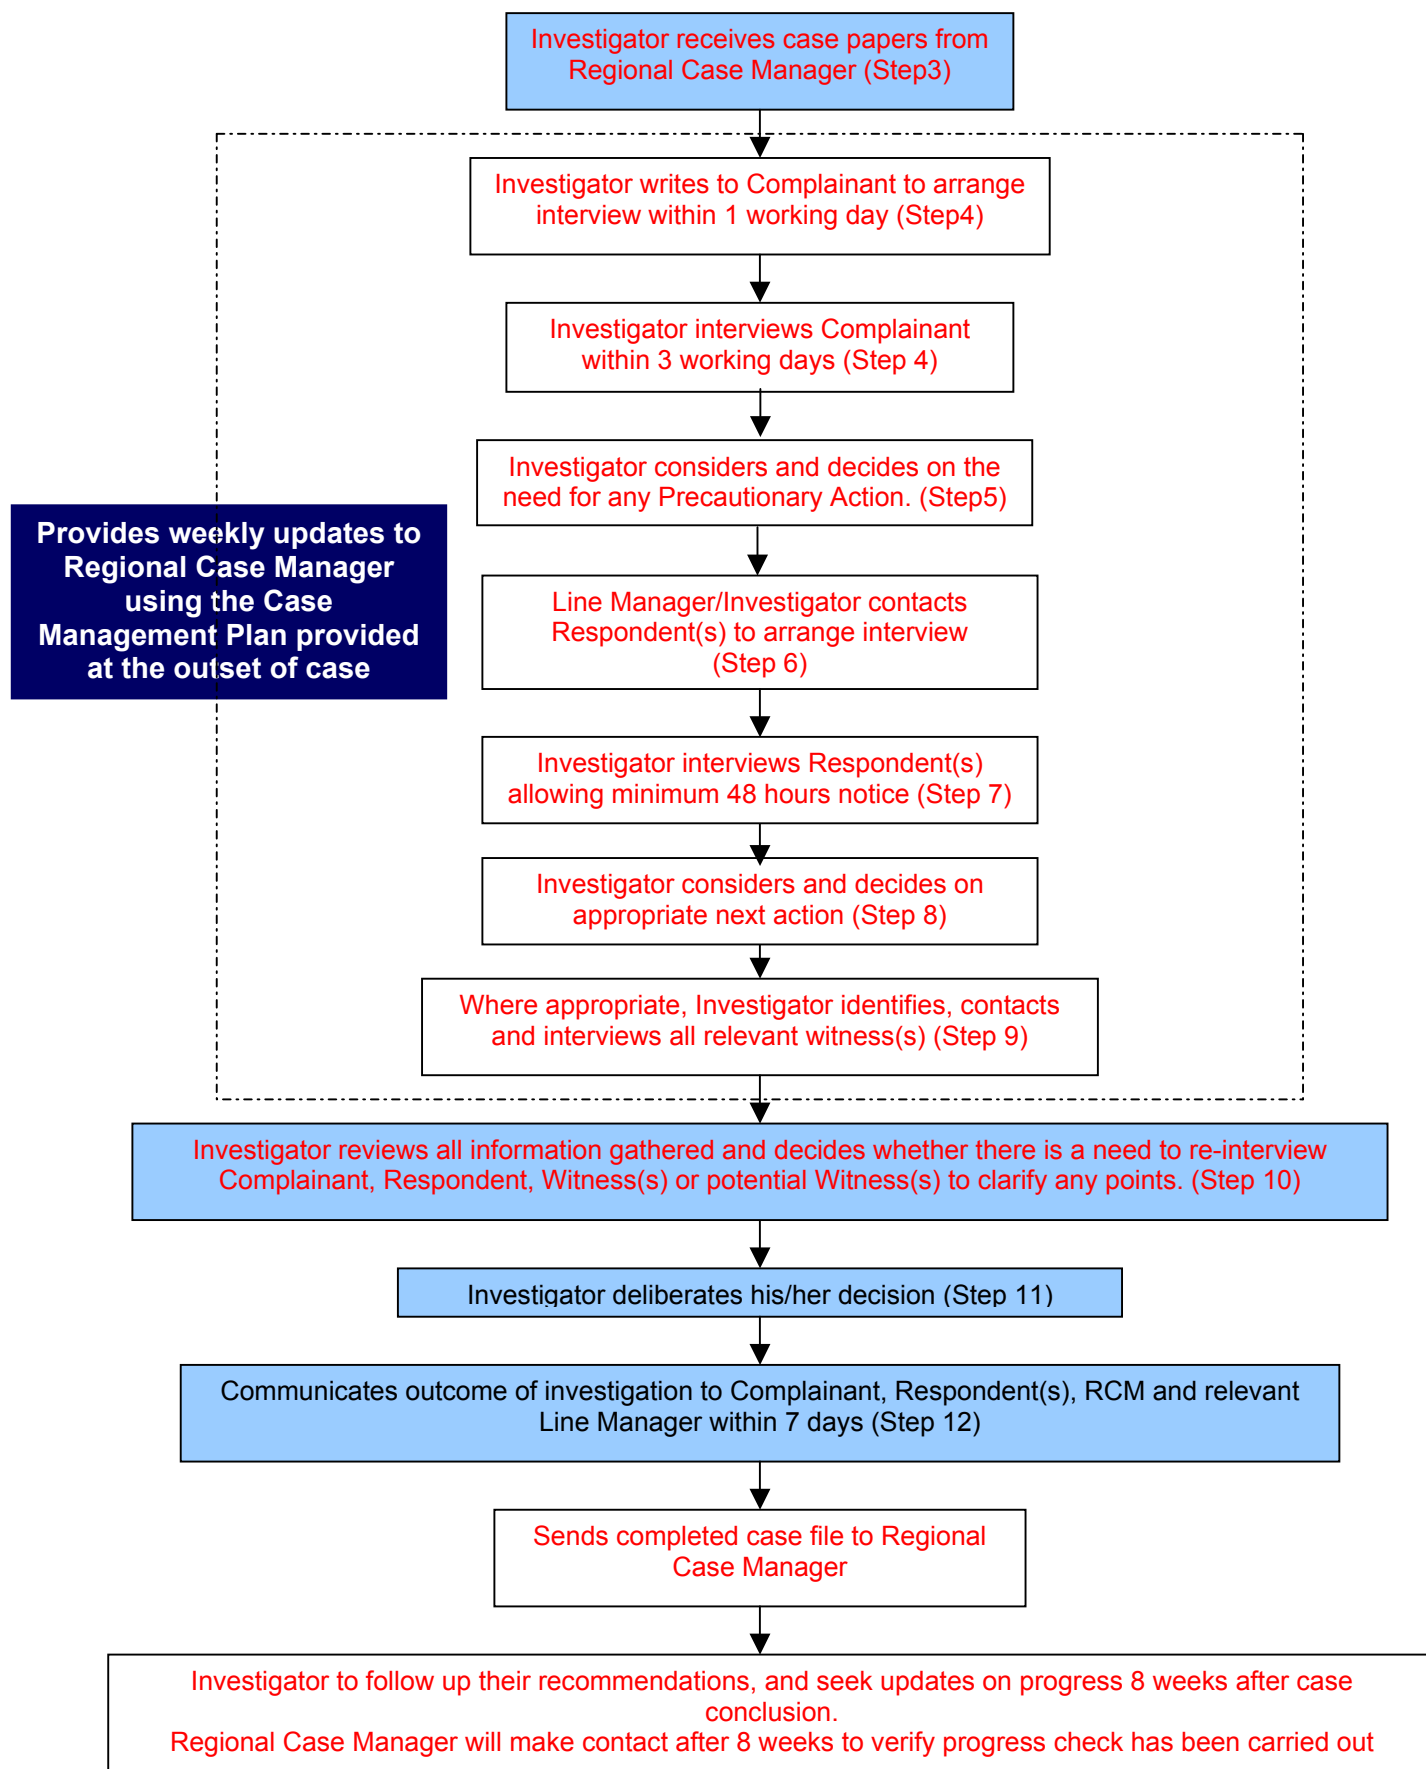 Investigator receives case papers from
Regional Case Manager (Step3)
Investigator writes to Complainant to arrange
interview within 1 working day (Step4)
Investigator interviews Complainant
within 3 working days (Step 4)
Investigator considers and decides on the
need for any Precautionary Action. (Step5)
Provides weekly updates to
Regional Case Manager
using the Case
Management Plan provided
at the outset of case
Line Manager/Investigator contacts
Respondent(s) to arrange interview
(Step 6)
Investigator interviews Respondent(s)
allowing minimum 48 hours notice (Step 7)
Investigator considers and decides on
appropriate next action (Step 8)
Where appropriate, Investigator identifies, contacts
and interviews all relevant witness(s) (Step 9)
Investigator reviews all information gathered and decides whether there is a need to re-interview
Complainant, Respondent, Witness(s) or potential Witness(s) to clarify any points. (Step 10)
Investigator deliberates his/her decision (Step 11)
Communicates outcome of investigation to Complainant, Respondent(s), RCM and relevant
Line Manager within 7 days (Step 12)
Sends completed case file to Regional
Case Manager
Investigator to follow up their recommendations, and seek updates on progress 8 weeks after case
conclusion.
Regional Case Manager will make contact after 8 weeks to verify progress check has been carried out